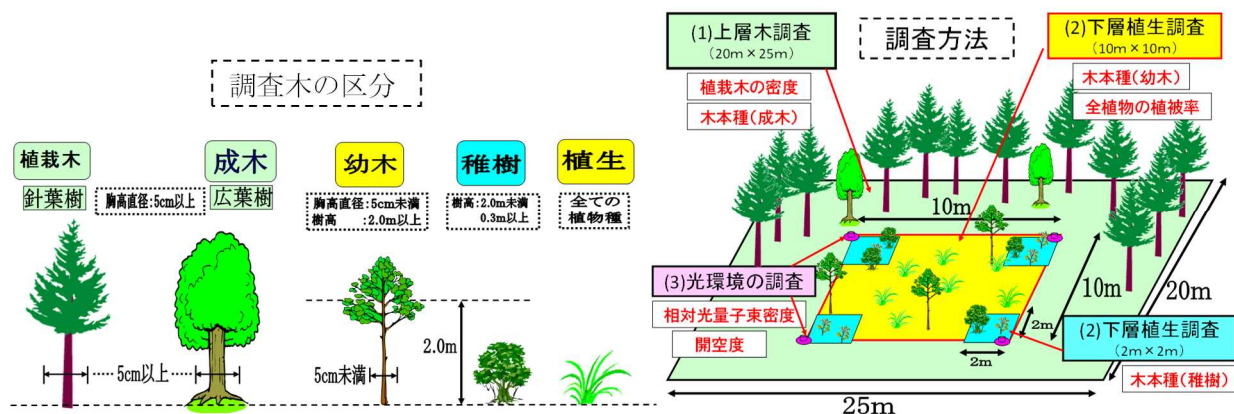 調査木の区分
植栽木
針葉樹
胸高直径:5cm以上
成木
広葉樹
幼木
胸高直径:5cm未満
樹高 :2.0m以上
稚樹
樹高:2.0m未満
0.3m以上
植生
全ての
植物種
5cm以上
5cm未満
2.0m
調査方法
(1)上層木調査
(20m×25m)
植栽木の密度
木本種(成木)
(2)下層植生調査
(10m×10m)
木本種(幼木)
全植物の植被率
10m
10m
20m
(3)光環境の調査
相対光量子束密度
開空度
2m
2m
(2)下層植生調査
(2m×2m)
木本種(稚樹)
25m